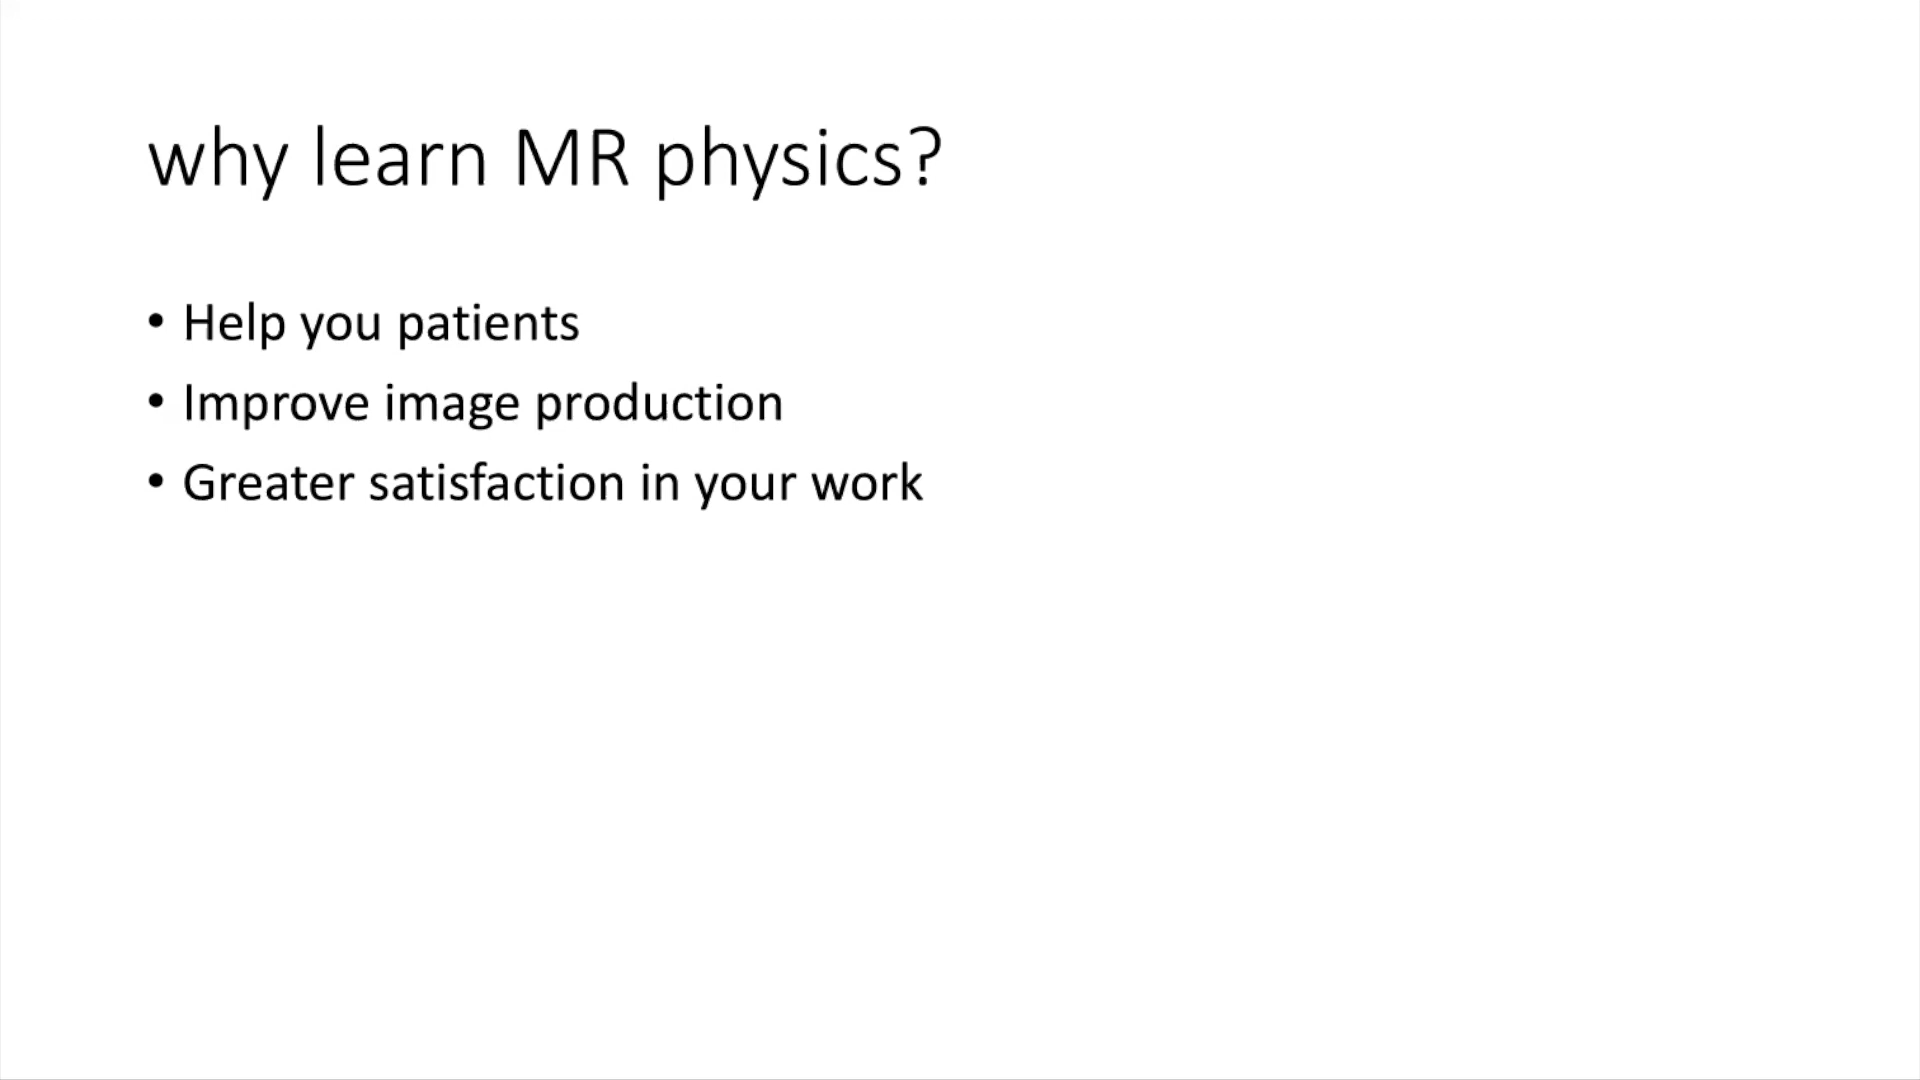 why learn MR physics?
• Help you patients
• Improve image production
• Greater satisfaction in your work